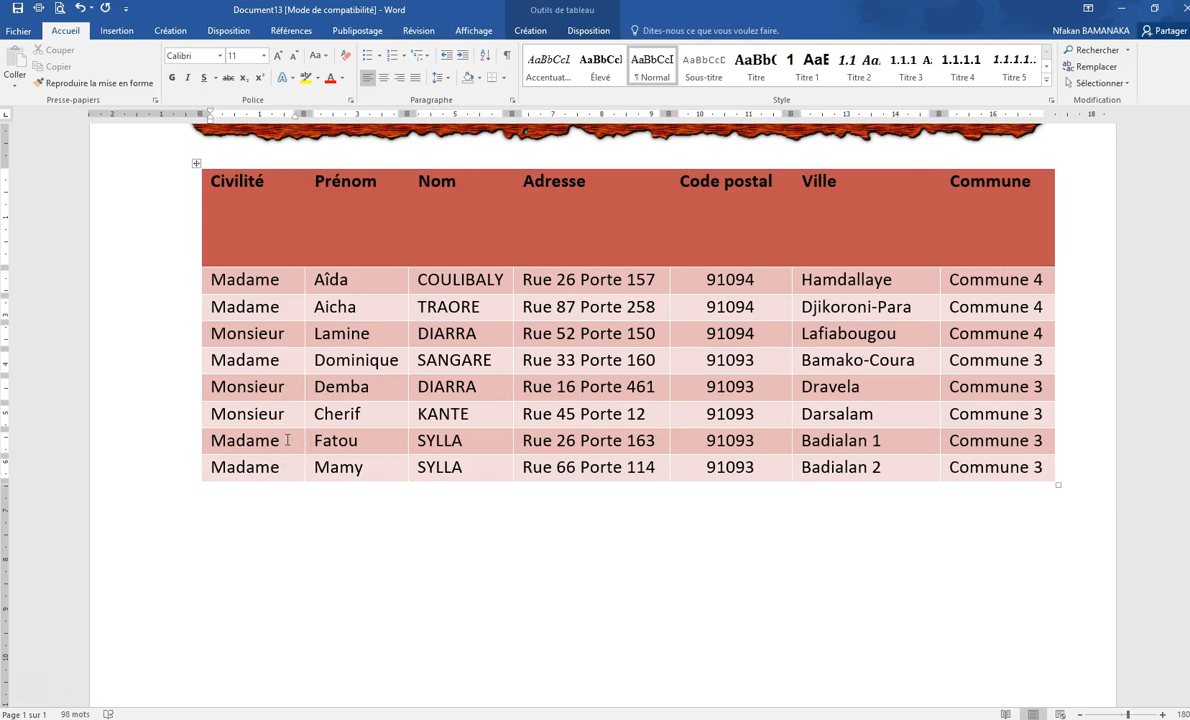 Document13 [Mode de compatibilité] - Word
Outils de tableau
Fichier Accueil Insertion Création Disposition Références Publipostage Révision Affichage Création Disposition Dites-nous ce que vous voulez faire. Nfakan BAMANAKA Partager
Coller
Couper
Copier
Reproduire la mise en forme
Presse-papiers
Calibri 11
G I S abc x₂ x²
Police
Paragraphe
AaBbCcL AaBbCcI AaBbCcI AaBbCcD AaBb( 1 AaB 1.1 Aa. 1.1.1 A 1.1.1.1 1.1.1.1.
Accentuat... Élevé ¶ Normal Sous-titre Titre Titre 1 Titre 2 Titre 3 Titre 4 Titre 5
Style
Rechercher
Remplacer
Sélectionner
Modification
Civilité Prénom Nom Adresse Code postal Ville Commune
Madame Aîda COULIBALY Rue 26 Porte 157 91094 Hamdallaye Commune 4
Madame Aicha TRAORE Rue 87 Porte 258 91094 Djikoroni-Para Commune 4
Monsieur Lamine DIARRA Rue 52 Porte 150 91094 Lafiabougou Commune 4
Madame Dominique SANGARE Rue 33 Porte 160 91093 Bamako-Coura Commune 3
Monsieur Demba DIARRA Rue 16 Porte 461 91093 Dravela Commune 3
Monsieur Cherif KANTE Rue 45 Porte 12 91093 Darsalam Commune 3
Madame Fatou SYLLA Rue 26 Porte 163 91093 Badialan 1 Commune 3
Madame Mamy SYLLA Rue 66 Porte 114 91093 Badialan 2 Commune 3
Page 1 sur 1 98 mots 180